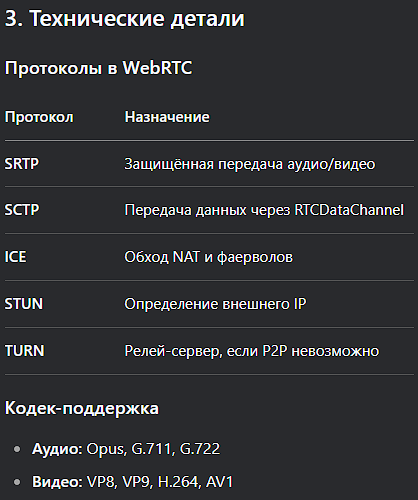 3. Технические детали
Протоколы в WebRTC
Протокол Назначение
SRTP Защищённая передача аудио/видео
SCTP Передача данных через RTCDataChannel
ICE Обход NAT и фаерволов
STUN Определение внешнего IP
TURN Релей-сервер, если P2P невозможно
Кодек-поддержка
• Аудио: Opus, G.711, G.722
• Видео: VP8, VP9, H.264, AV1